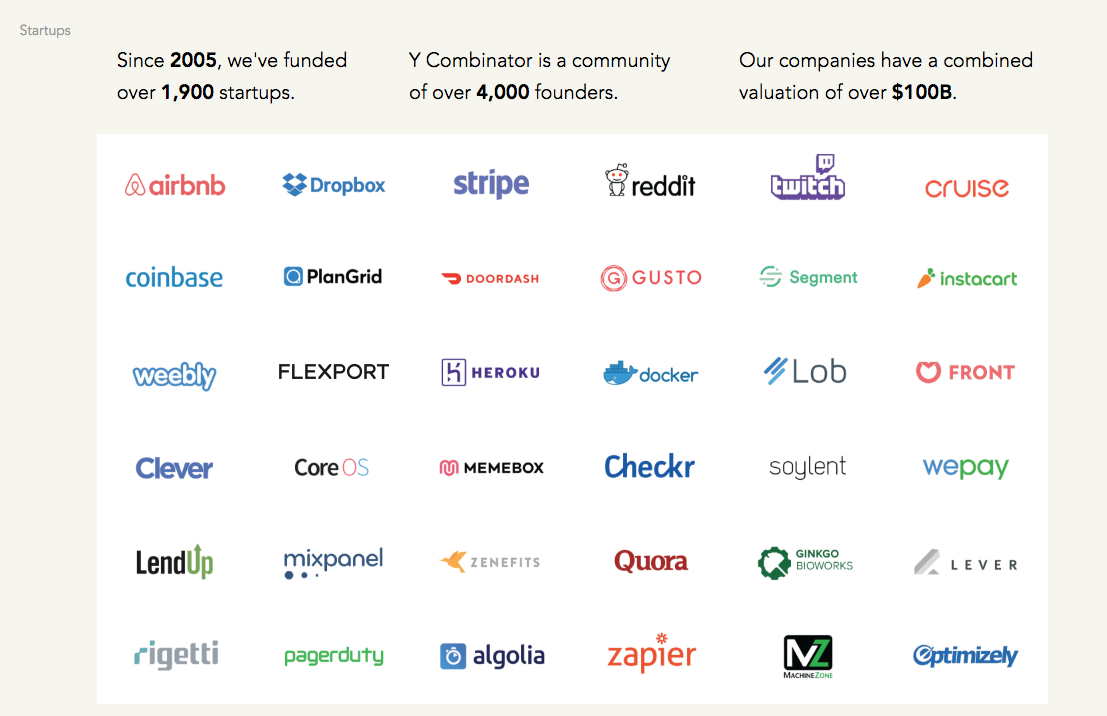 Startups
Since 2005, we've funded
over 1,900 startups.
Y Combinator is a community
of over 4,000 founders.
Our companies have a combined
valuation of over $100B.
airbnb
Dropbox
stripe
reddit
twitch
CRUISE
coinbase
PlanGrid
DOORDASH
G GUSTO
Segment
instacart
weebly
FLEXPORT
HEROKU
docker
Lob
FRONT
Clever
CoreOS
MEMEBOX
Checkr
soylent
wepay
LendUp
mixpanel
ZENEFITS
Quora
GINKGO
BIOWORKS
LEVER
rigetti
pagerduty
algolia
zapier
MZ
MACHINEZONE
Optimizely